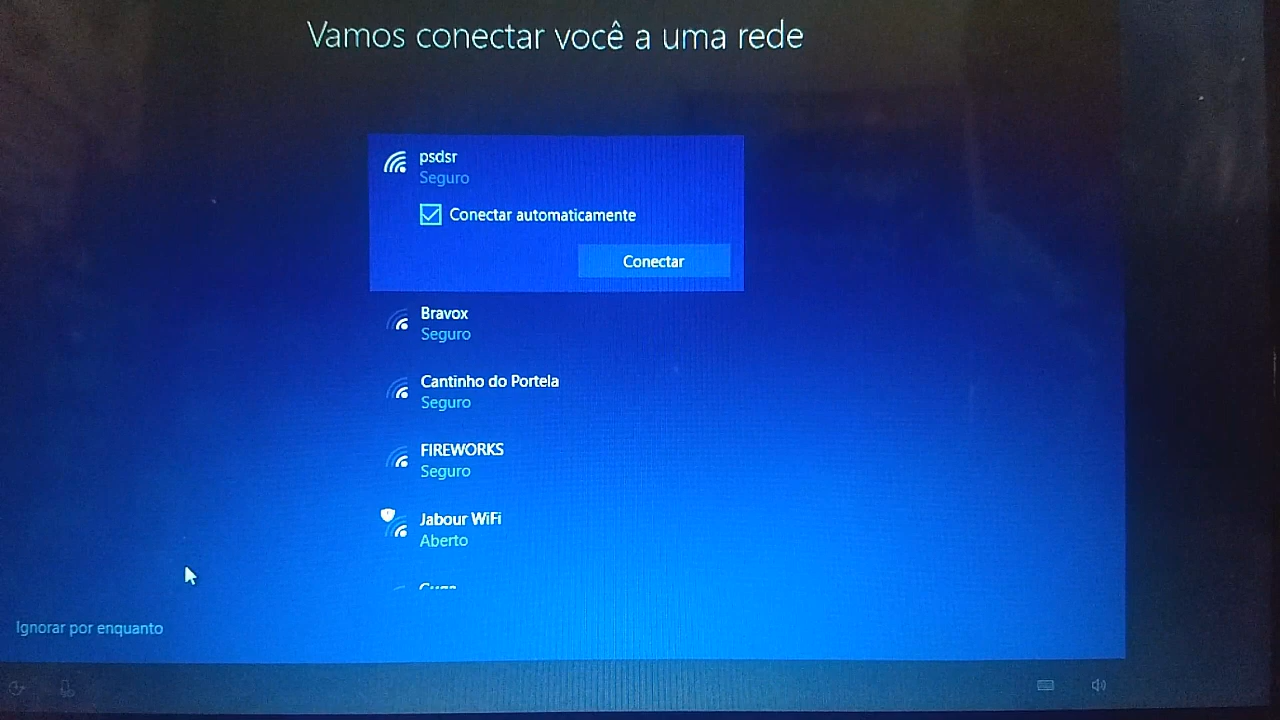 Vamos conectar você a uma rede
psdsr
Seguro
Conectar automaticamente
Conectar
Bravox
Seguro
Cantinho do Portela
Seguro
FIREWORKS
Seguro
Jabour WiFi
Aberto
Ignorar por enquanto